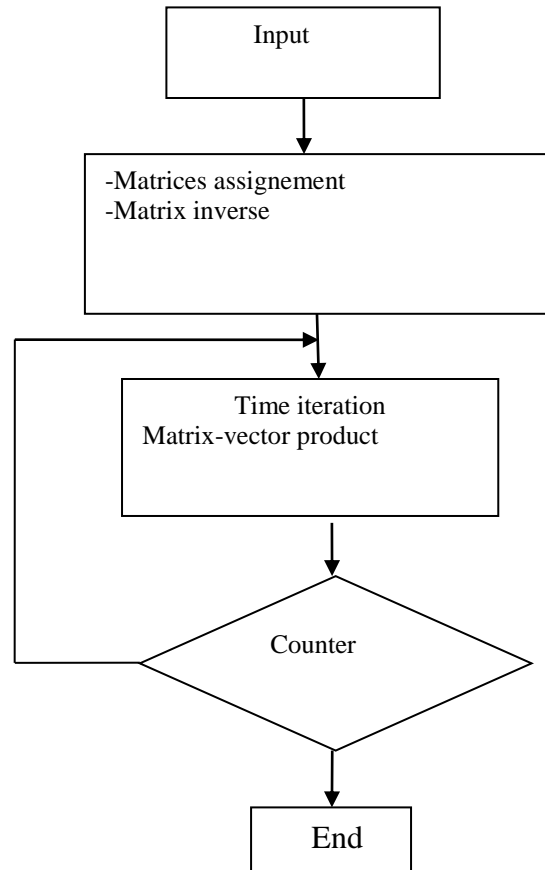 Input
-Matrices assignement
-Matrix inverse
Time iteration
Matrix-vector product
Counter
End